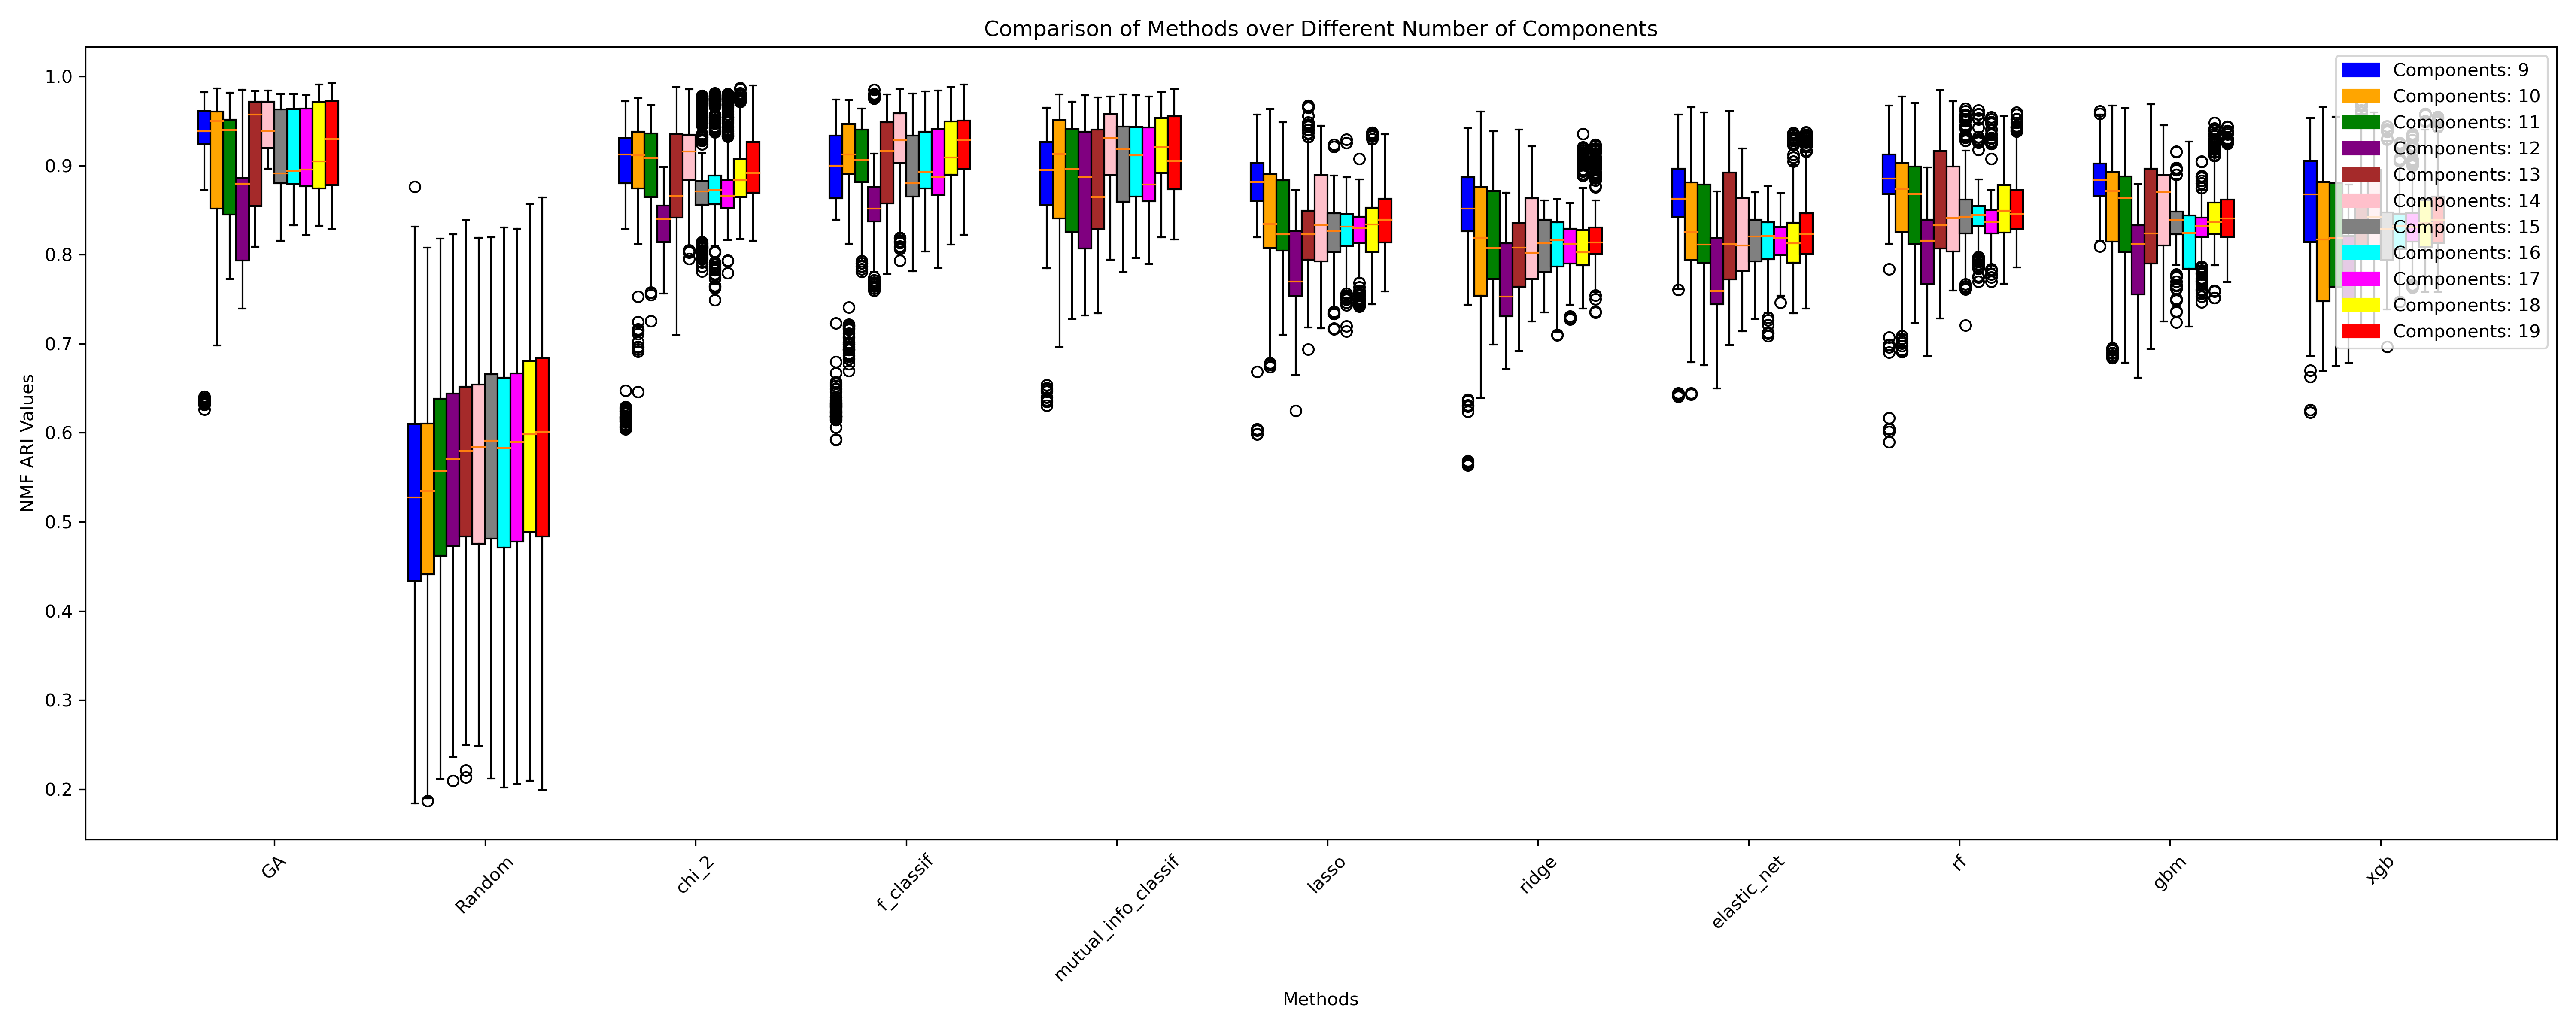 Comparison of Methods over Different Number of Components
NMF ARI Values
1.0
0.9
0.8
0.7
0.6
0.5
0.4
0.3
0.2
Components: 9
Components: 10
Components: 11
Components: 12
Components: 13
Components: 14
Components: 15
Components: 16
Components: 17
Components: 18
Components: 19
GA
Random
chi_2
f_classif
mutual_info_classif
lasso
ridge
elastic_net
rf
gbm
xgb
Methods